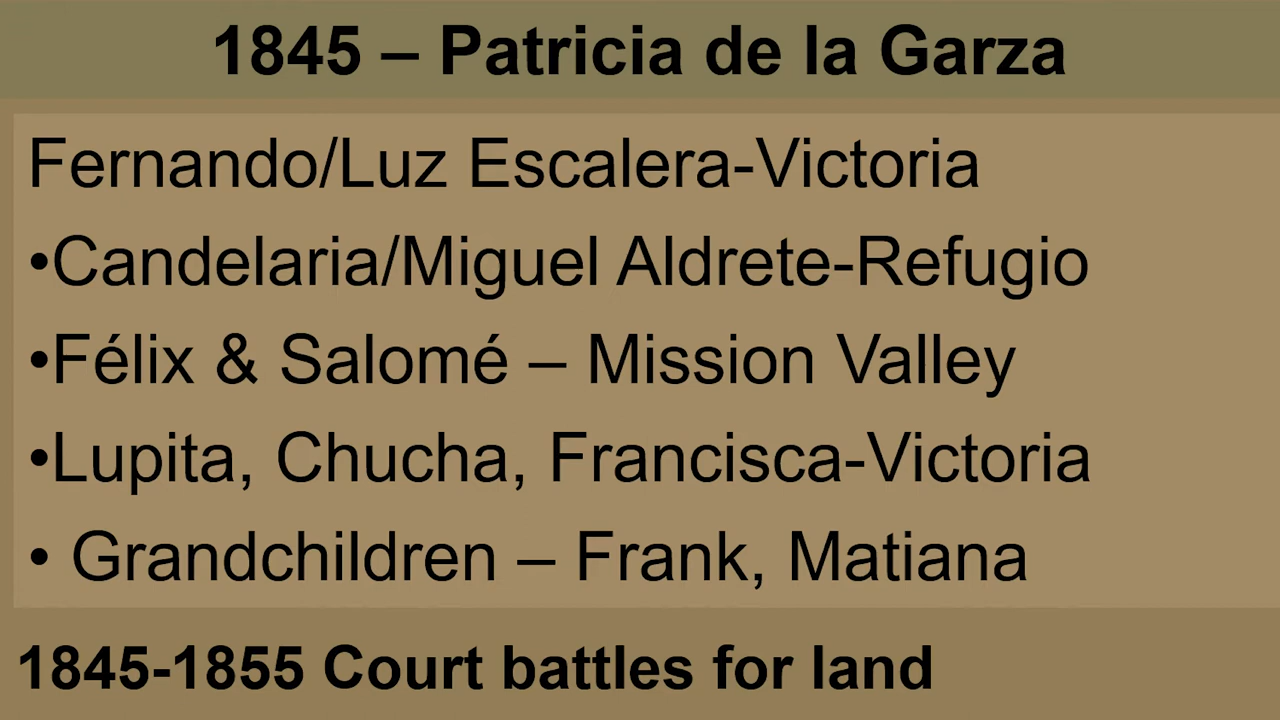 1845 – Patricia de la Garza
Fernando/Luz Escalera-Victoria
•Candelaria/Miguel Aldrete-Refugio
•Félix & Salomé – Mission Valley
•Lupita, Chucha, Francisca-Victoria
• Grandchildren – Frank, Matiana
1845-1855 Court battles for land